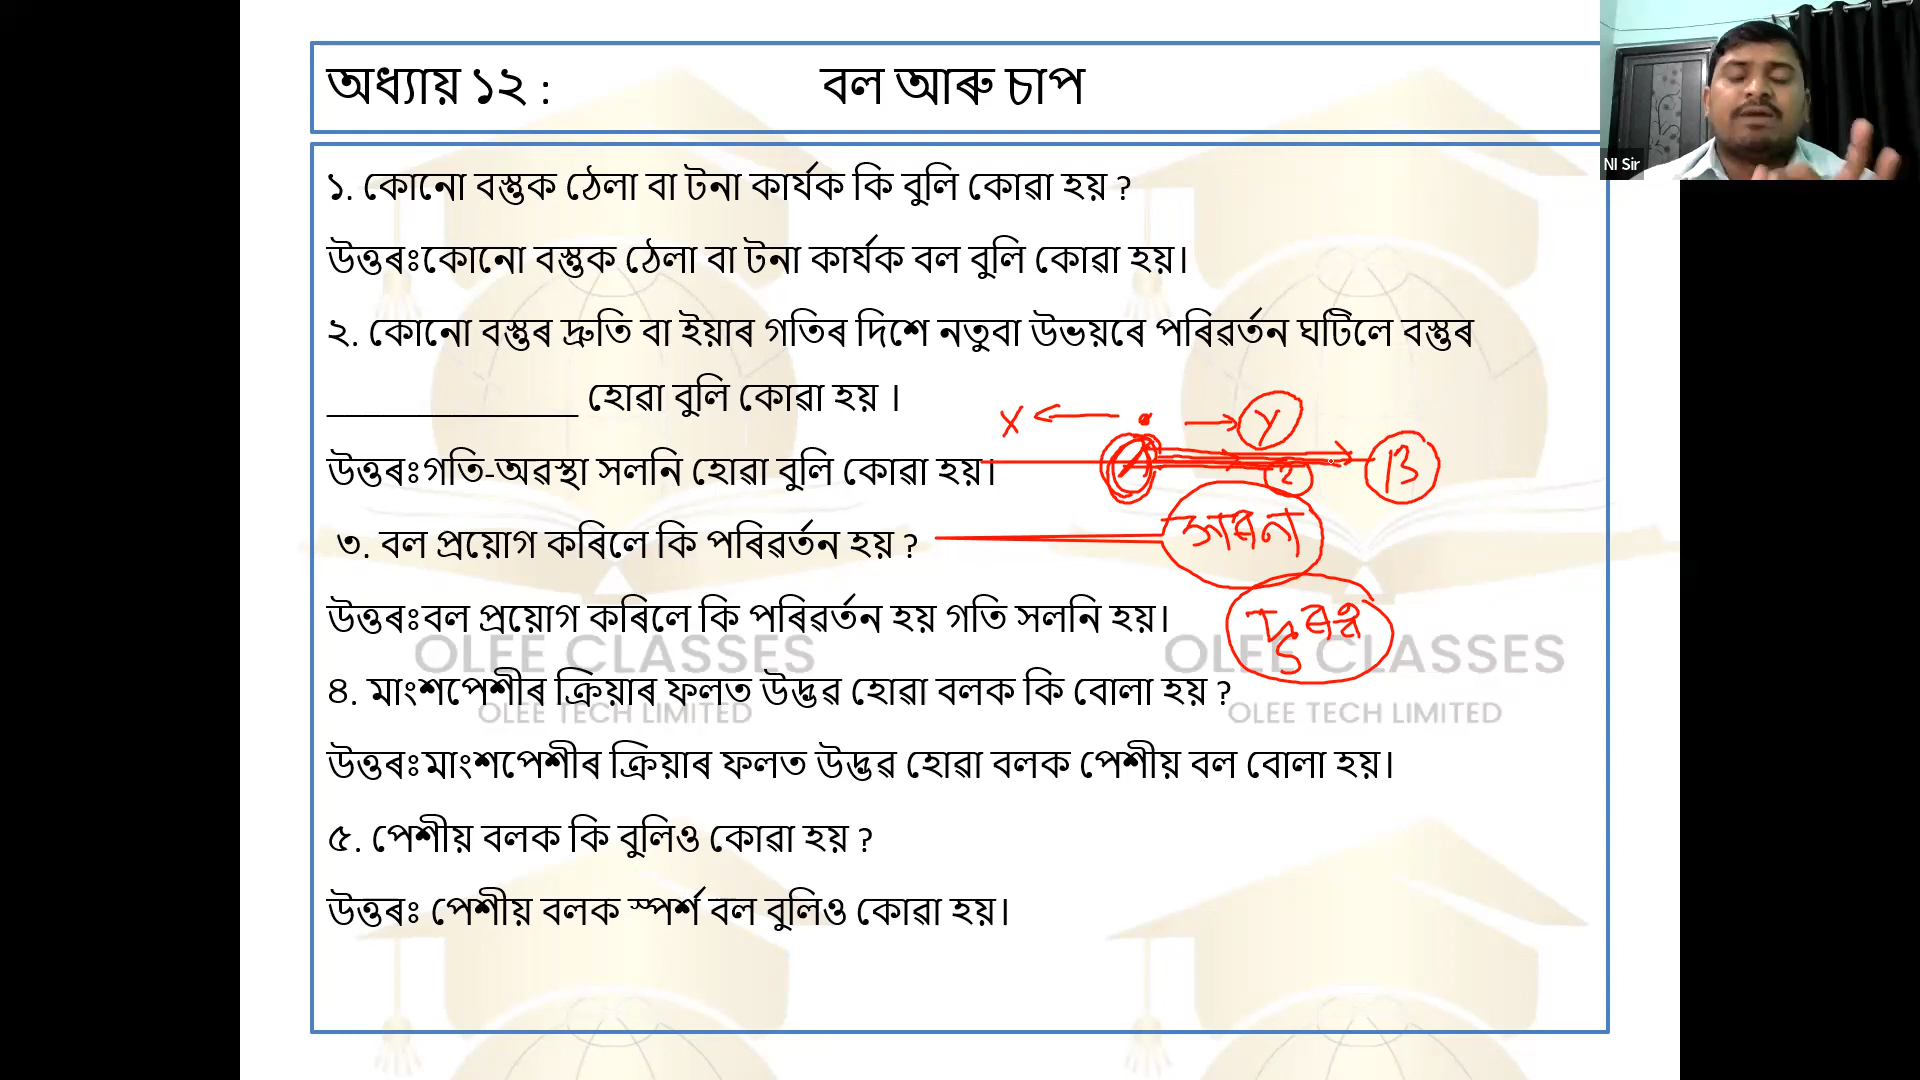 অধ্যায় ১২ : বল আৰু চাপ
Nl Sir
১. কোনো বস্তুক ঠেলা বা টনা কাৰ্যক কি বুলি কোৱা হয় ?
উত্তৰঃকোনো বস্তুক ঠেলা বা টনা কাৰ্যক বল বুলি কোৱা হয়।
২. কোনো বস্তুৰ দ্ৰুতি বা ইয়াৰ গতিৰ দিশে নতুবা উভয়ৰে পৰিৱৰ্তন ঘটিলে বস্তুৰ
____________ হোৱা বুলি কোৱা হয় ।
X Y
উত্তৰঃগতি-অৱস্থা সলনি হোৱা বুলি কোৱা হয়।
A B
2
৩. বল প্ৰয়োগ কৰিলে কি পৰিৱৰ্তন হয় ?
উত্তৰঃবল প্ৰয়োগ কৰিলে কি পৰিৱৰ্তন হয় গতি সলনি হয়।
OLEE CLASSES
OLEE TECH LIMITED
OLEE CLASSES
OLEE TECH LIMITED
৪. মাংশপেশীৰ ক্ৰিয়াৰ ফলত উদ্ভৱ হোৱা বলক কি বোলা হয় ?
উত্তৰঃমাংশপেশীৰ ক্ৰিয়াৰ ফলত উদ্ভৱ হোৱা বলক পেশীয় বল বোলা হয়।
৫. পেশীয় বলক কি বুলিও কোৱা হয় ?
উত্তৰঃ পেশীয় বলক স্পৰ্শ বল বুলিও কোৱা হয়।